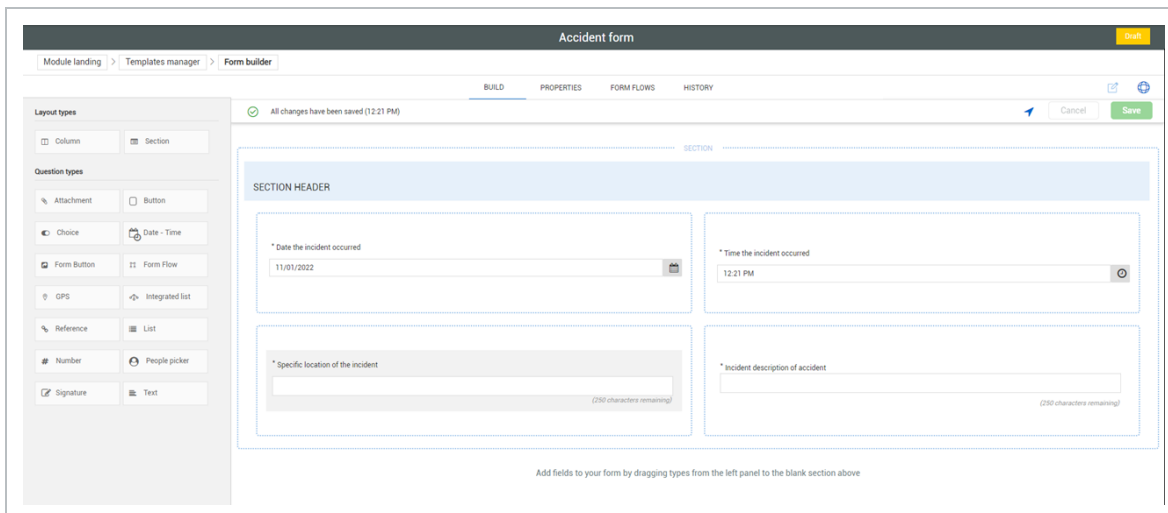 Accident form
Draft
Module landing > Templates manager > Form builder
BUILD PROPERTIES FORM FLOWS HISTORY
Layout types
All changes have been saved (12:21 PM)
Cancel Save
Column Section
SECTION
Question types
SECTION HEADER
Attachment Button
Choice Date - Time
Form Button Form Flow
GPS Integrated list
Reference List
# Number People picker
Signature Text
* Date the incident occurred
11/01/2022
* Time the incident occurred
12:21 PM
* Specific location of the incident
(250 characters remaining)
* Incident description of accident
(250 characters remaining)
Add fields to your form by dragging types from the left panel to the blank section above